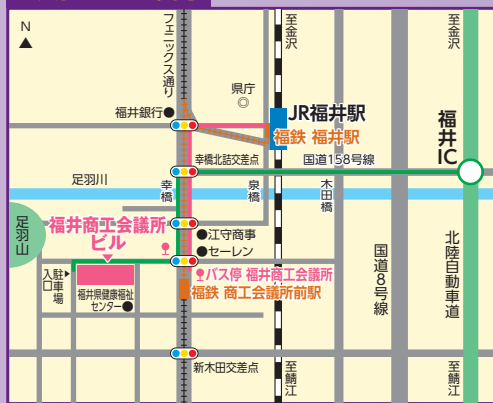 N
フェニックス通り
至金沢
至金沢
県庁
福井銀行
JR福井駅
福鉄 福井駅
福井IC
幸橋北詰交差点
国道158号線
足羽川
幸橋
泉橋
木田橋
足羽山
福井商工会議所
ビル
江守商事
セーレン
バス停 福井商工会議所
福鉄 商工会議所前駅
駐車場
入口
福井県健康福祉
センター
国道8号線
北陸自動車道
新木田交差点
至鯖江
至鯖江